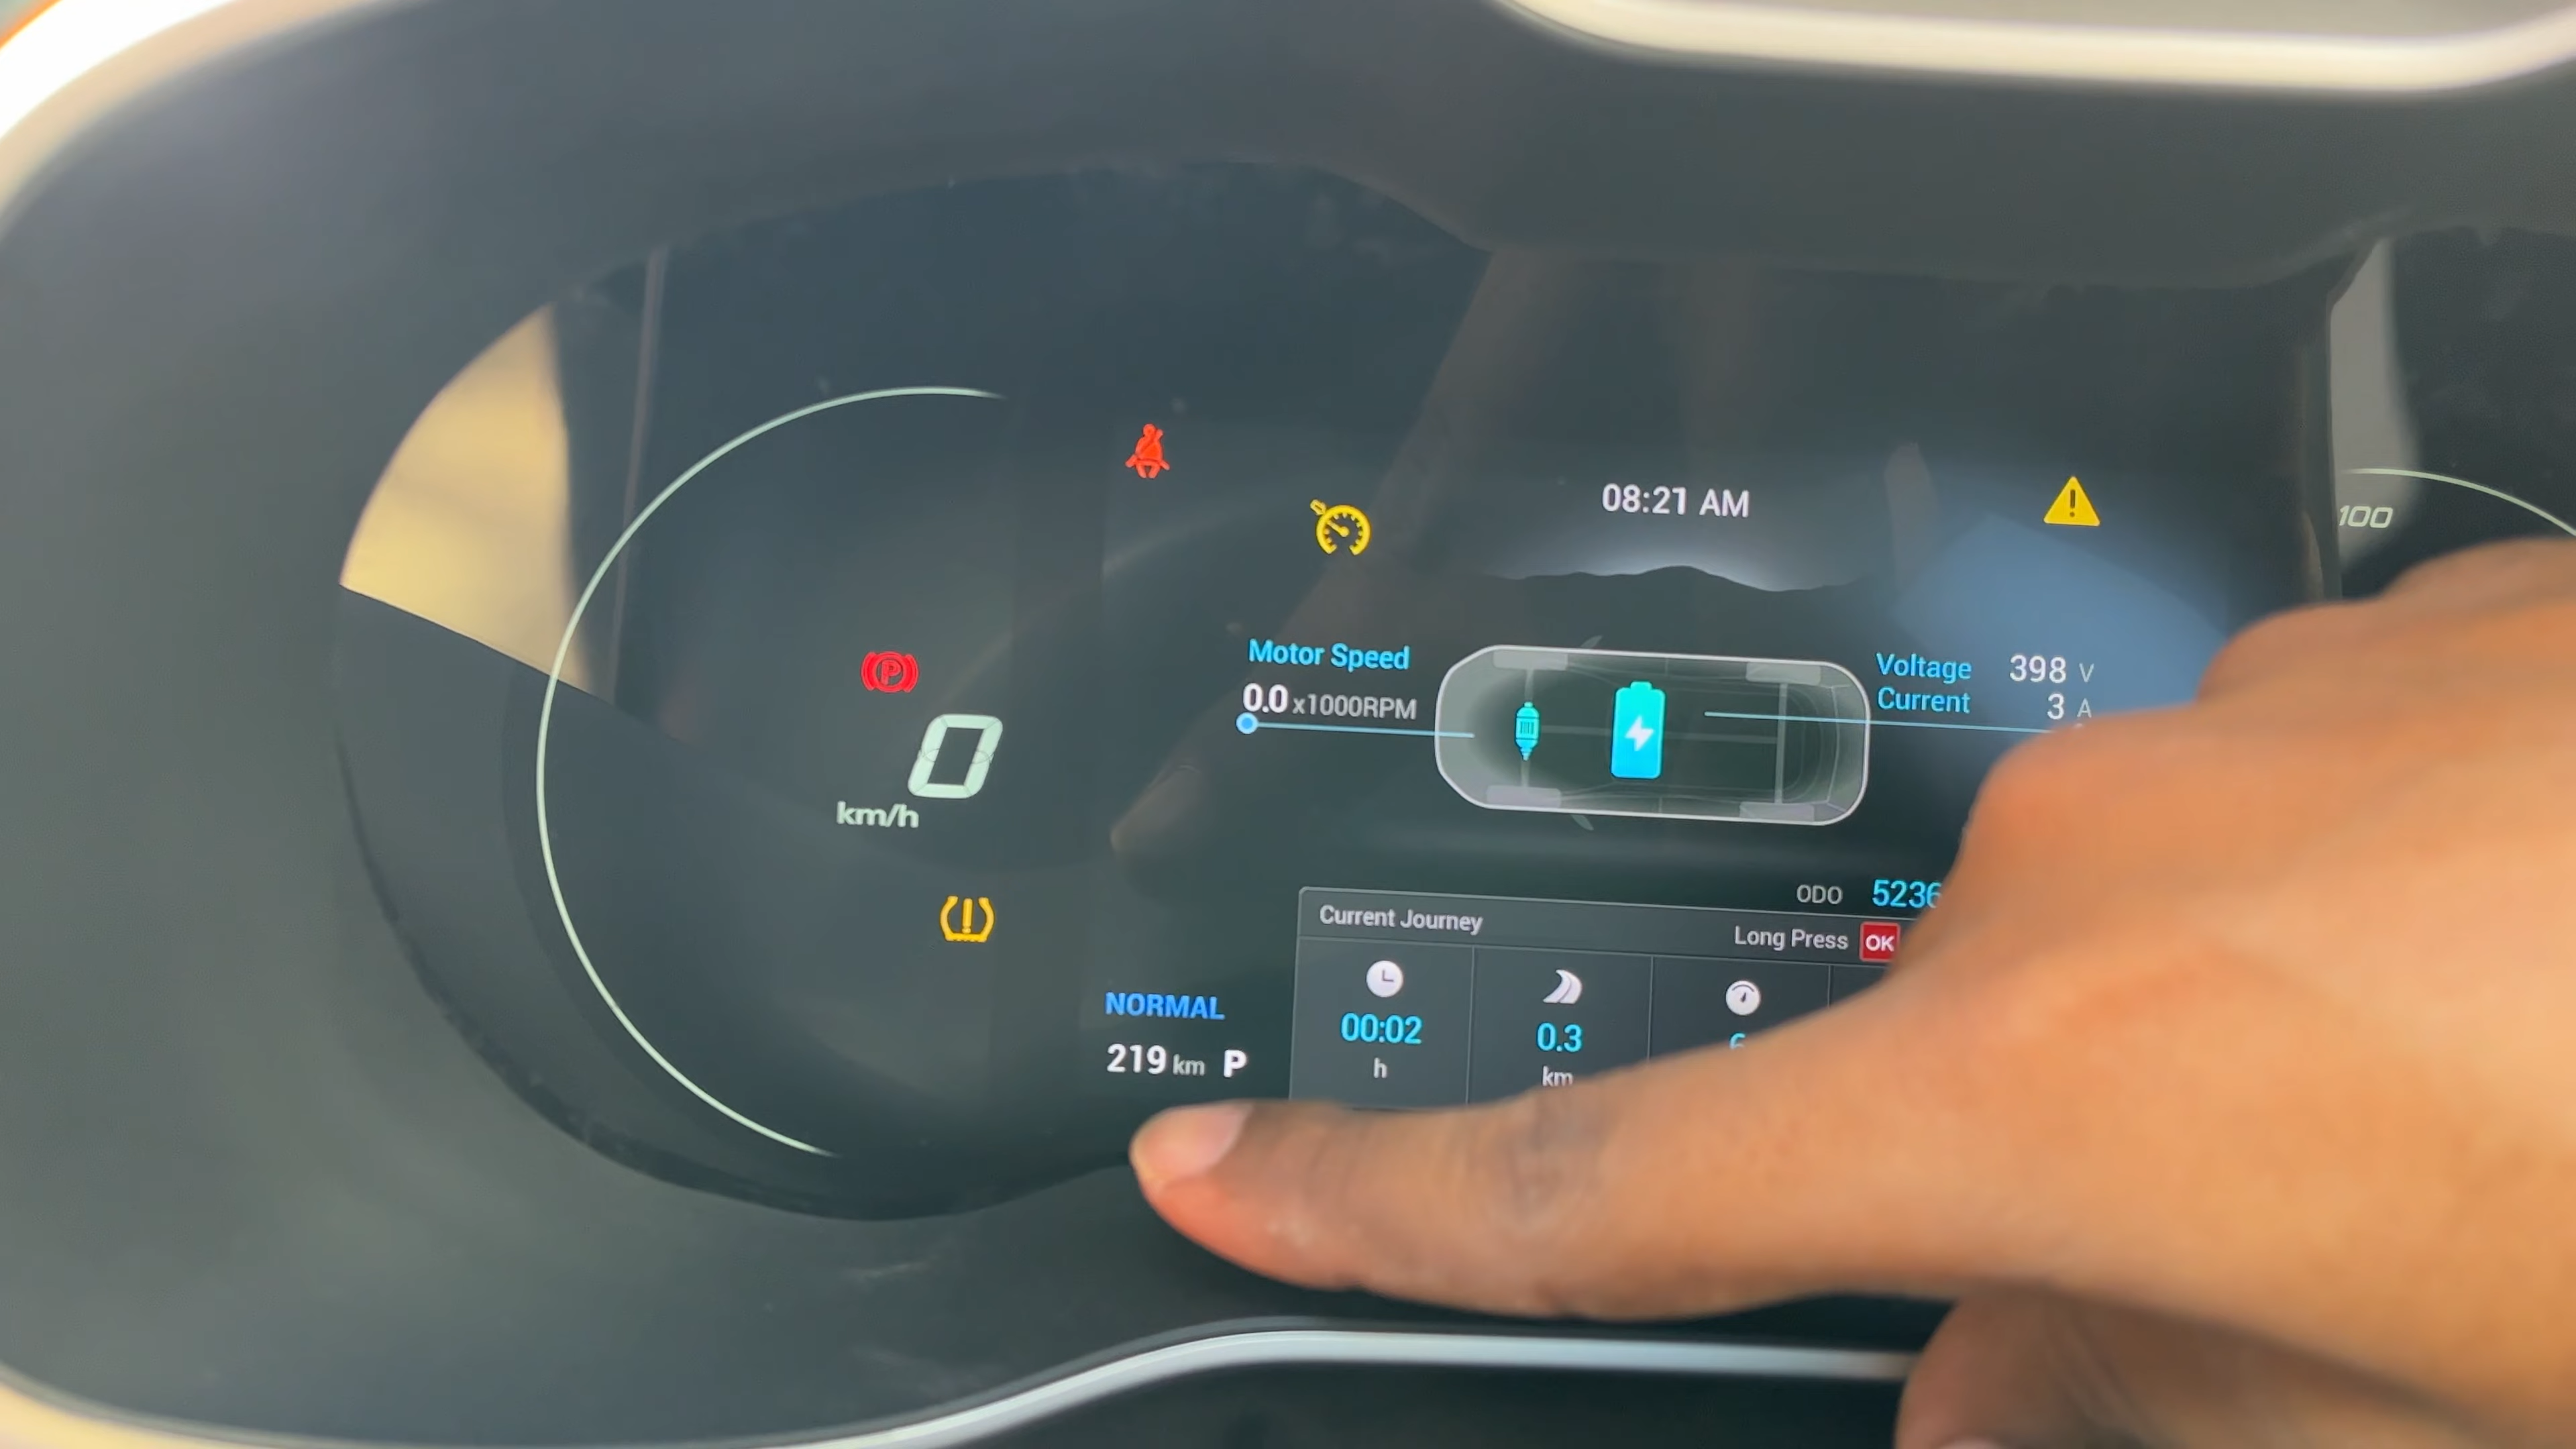 08:21 AM
100
Motor Speed
0.0 x1000RPM
Voltage 398 V
Current 3 A
0
km/h
ODO 5236
Current Journey
Long Press OK
NORMAL
219 km P
00:02
h
0.3
km